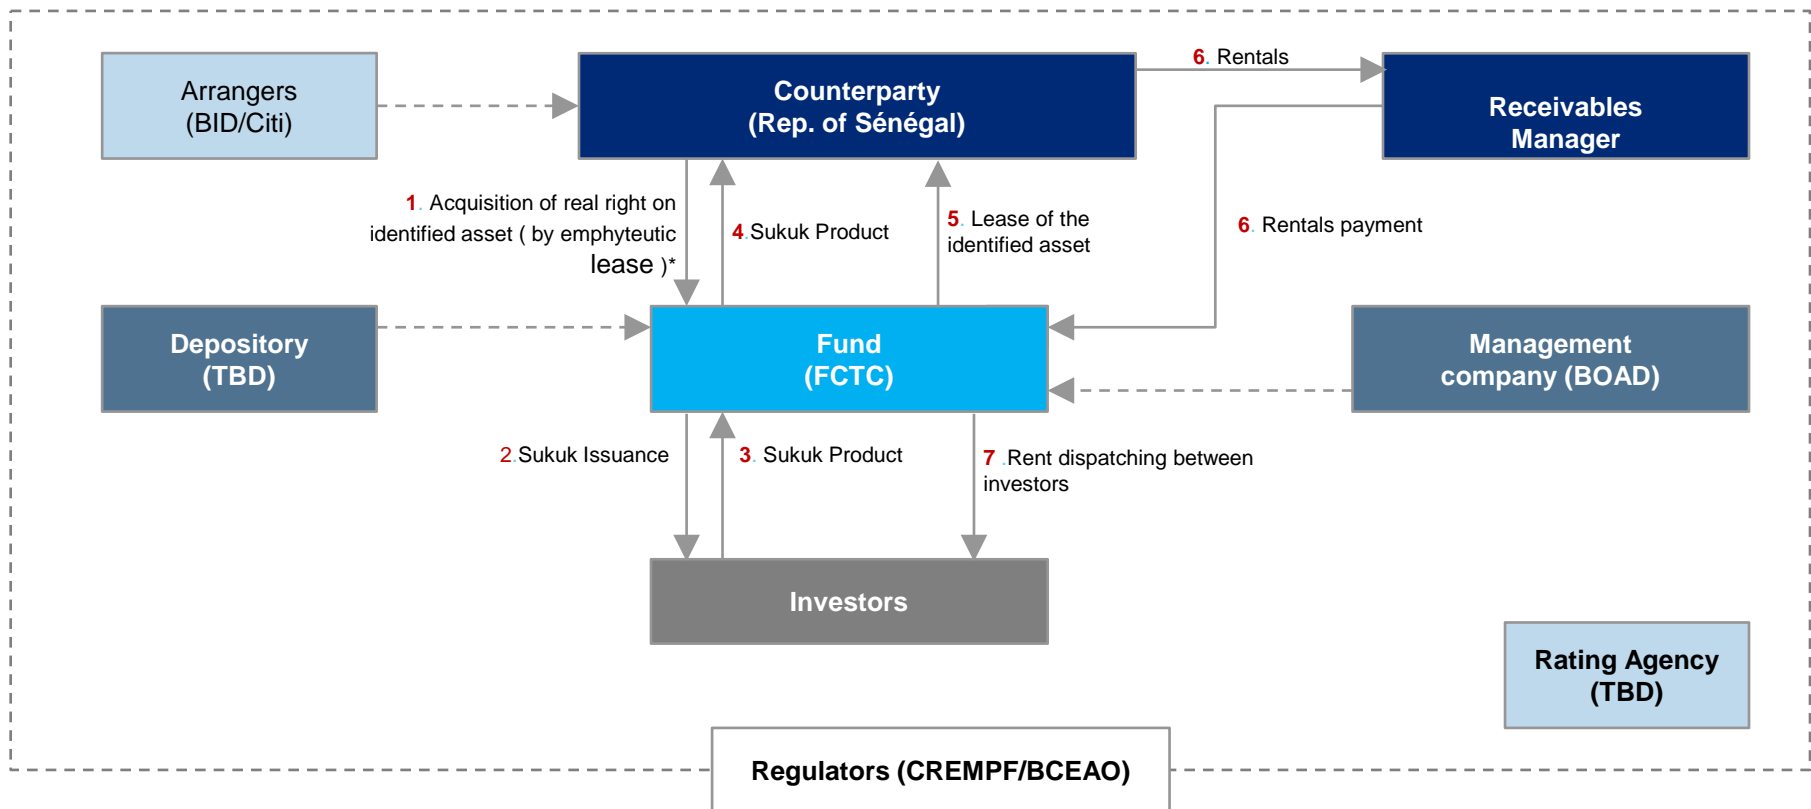 Arrangers
(BID/Citi)
Counterparty
(Rep. of Sénégal)
6. Rentals
Receivables
Manager
1. Acquisition of real right on
identified asset ( by emphyteutic
lease )*
4.Sukuk Product
5. Lease of the
identified asset
6. Rentals payment
Depository
(TBD)
Fund
(FCTC)
Management
company (BOAD)
2.Sukuk Issuance
3. Sukuk Product
7 .Rent dispatching between
investors
Investors
Rating Agency
(TBD)
Regulators (CREMPF/BCEAO)